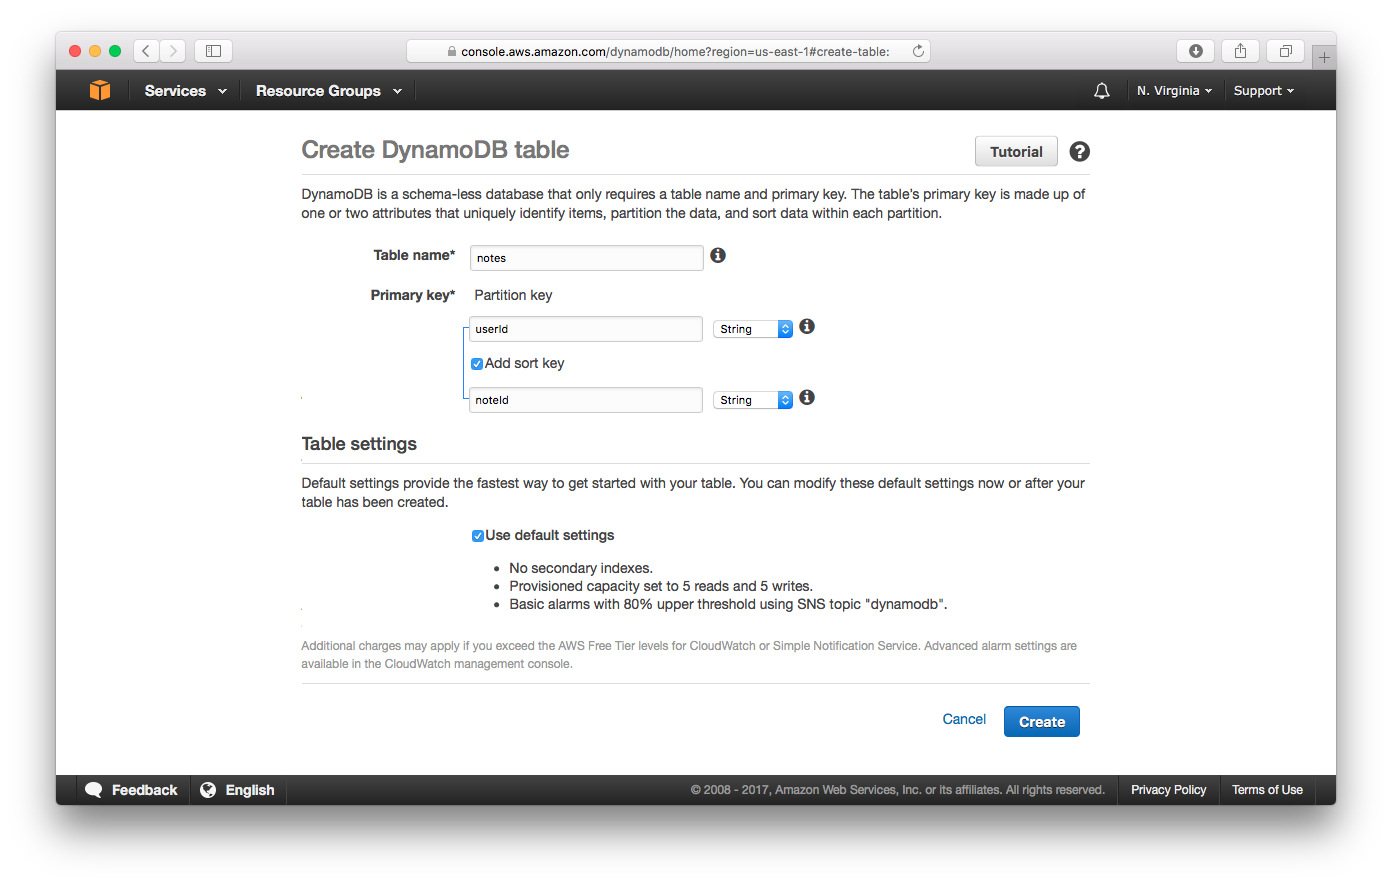 console.aws.amazon.com/dynamodb/home?region=us-east-1#create-table:
Services
Resource Groups
N. Virginia
Support
Create DynamoDB table
Tutorial
DynamoDB is a schema-less database that only requires a table name and primary key. The table's primary key is made up of
one or two attributes that uniquely identify items, partition the data, and sort data within each partition.
Table name*
notes
Primary key*
Partition key
userId
String
Add sort key
noteId
String
Table settings
Default settings provide the fastest way to get started with your table. You can modify these default settings now or after your
table has been created.
Use default settings
No secondary indexes.
Provisioned capacity set to 5 reads and 5 writes.
Basic alarms with 80% upper threshold using SNS topic "dynamodb".
Additional charges may apply if you exceed the AWS Free Tier levels for CloudWatch or Simple Notification Service. Advanced alarm settings are
available in the CloudWatch management console.
Cancel
Create
Feedback
English
© 2008 - 2017, Amazon Web Services, Inc. or its affiliates. All rights reserved.
Privacy Policy
Terms of Use